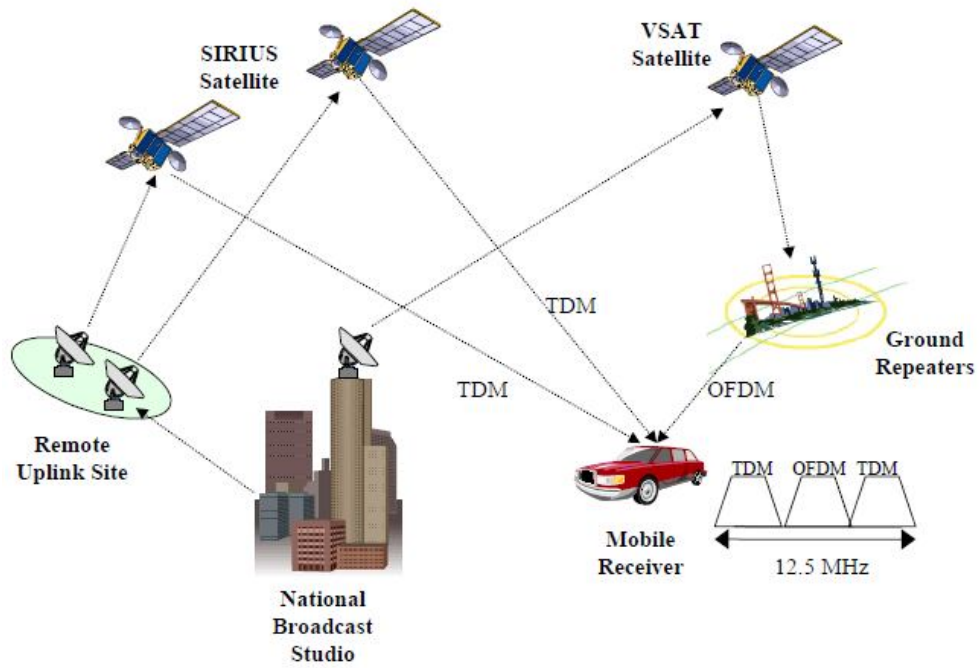 SIRIUS
Satellite
VSAT
Satellite
TDM
TDM
OFDM
Ground
Repeaters
Remote
Uplink Site
TDM OFDM TDM
Mobile
Receiver
12.5 MHz
National
Broadcast
Studio